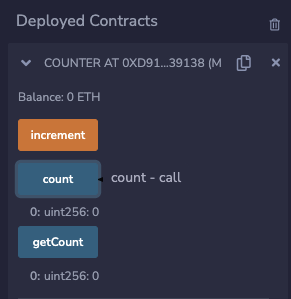 Deployed Contracts
COUNTER AT 0XD91...39138 (M
Balance: 0 ETH
increment
count
count - call
0: uint256: 0
getCount
0: uint256: 0